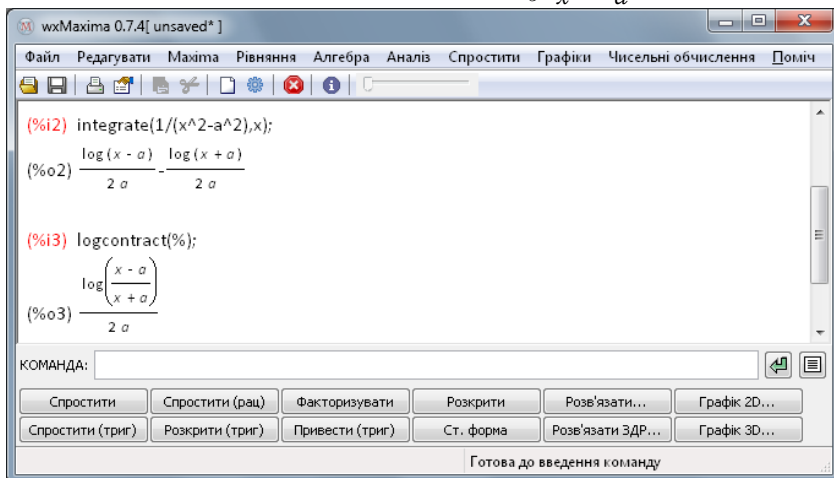 wxMaxima 0.7.4[ unsaved* ]
Файл Редагувати Maxima Рівняння Алгебра Аналіз Спростити Графіки Чисельні обчислення Поміч
(%i2) integrate(1/(x^2-a^2),x);
(%o2) log(x - a)/2 a - log(x + a)/2 a
(%i3) logcontract(%);
(%o3) log((x - a)/(x + a))/2 a
КОМАНДА:
Спростити Спростити (рац) Факторизувати Розкрити Розв'язати... Графік 2D...
Спростити (триг) Розкрити (триг) Привести (триг) Ст. форма Розв'язати ЗДР... Графік 3D...
Готова до введення команду